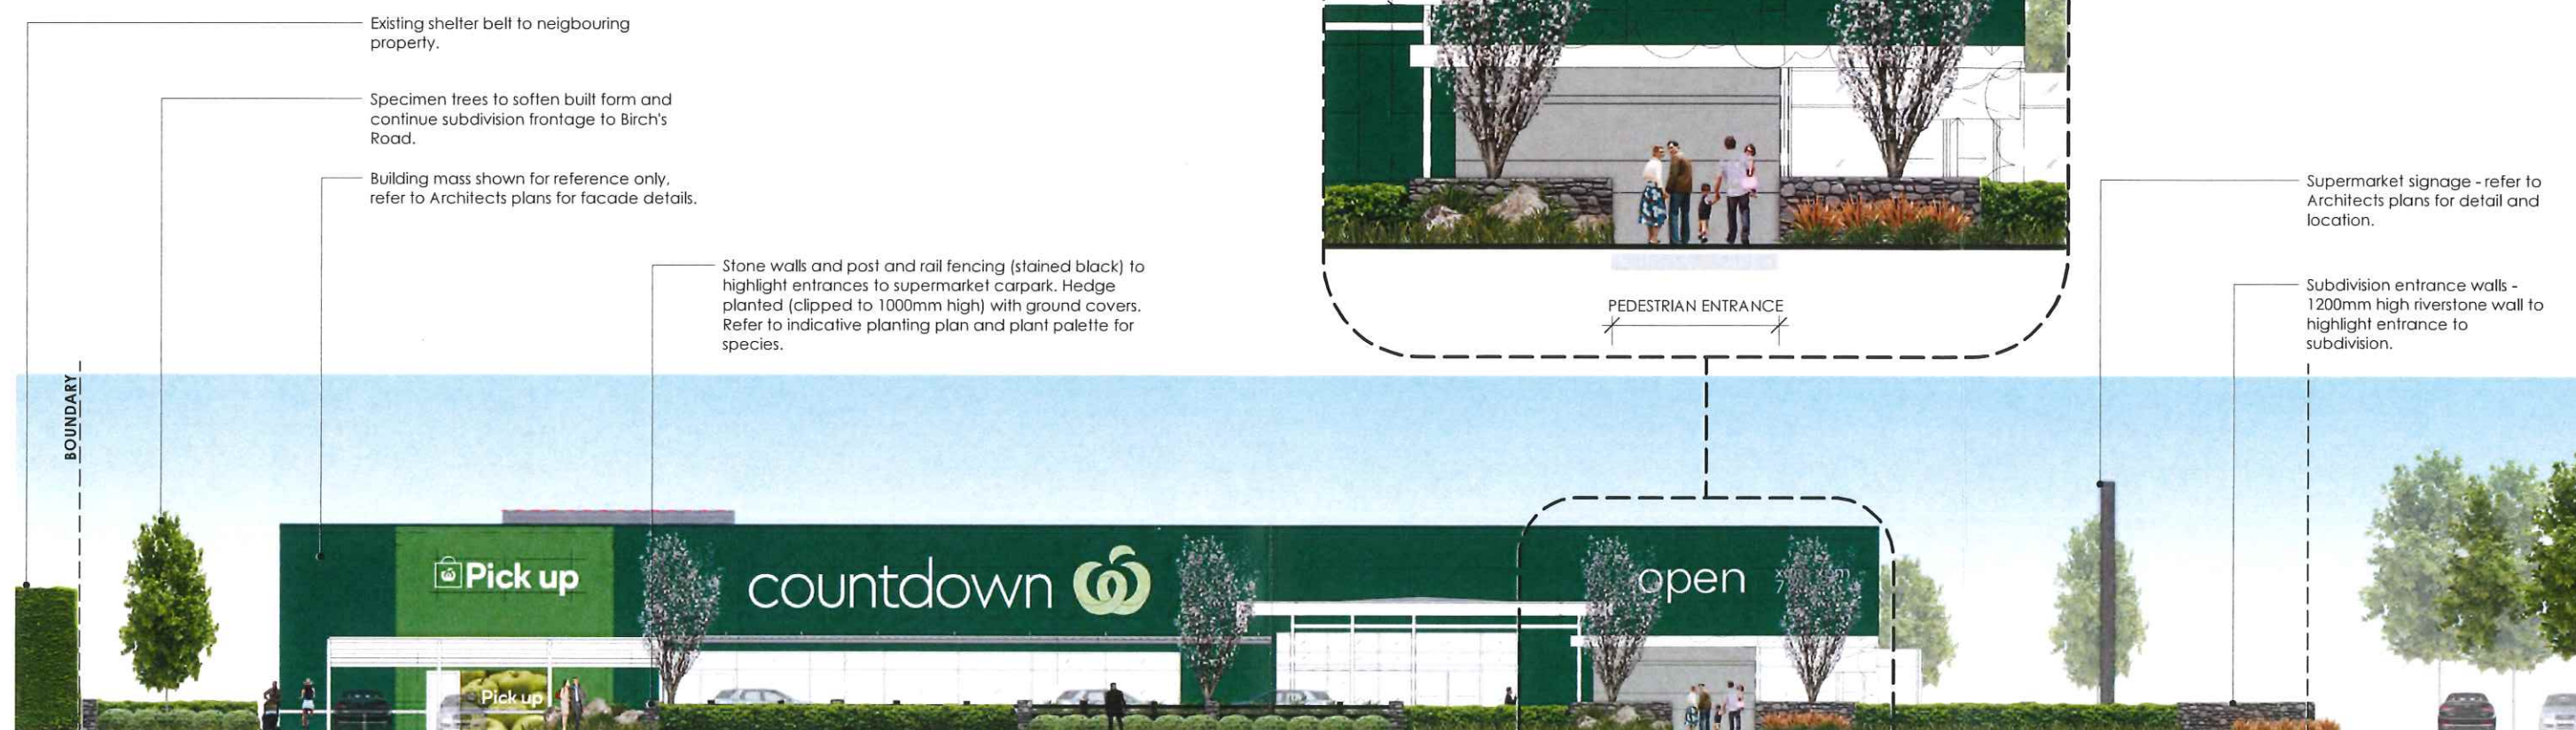 Existing shelter belt to neigbouring
property.
Specimen trees to soften built form and
continue subdivision frontage to Birch's
Road.
Building mass shown for reference only,
refer to Architects plans for facade details.
Stone walls and post and rail fencing (stained black) to
highlight entrances to supermarket carpark. Hedge
planted (clipped to 1000mm high) with ground covers.
Refer to indicative planting plan and plant palette for
species.
PEDESTRIAN ENTRANCE
Supermarket signage - refer to
Architects plans for detail and
location.
Subdivision entrance walls -
1200mm high riverstone wall to
highlight entrance to
subdivision.
BOUNDARY
Pick up
countdown
open
Pick up